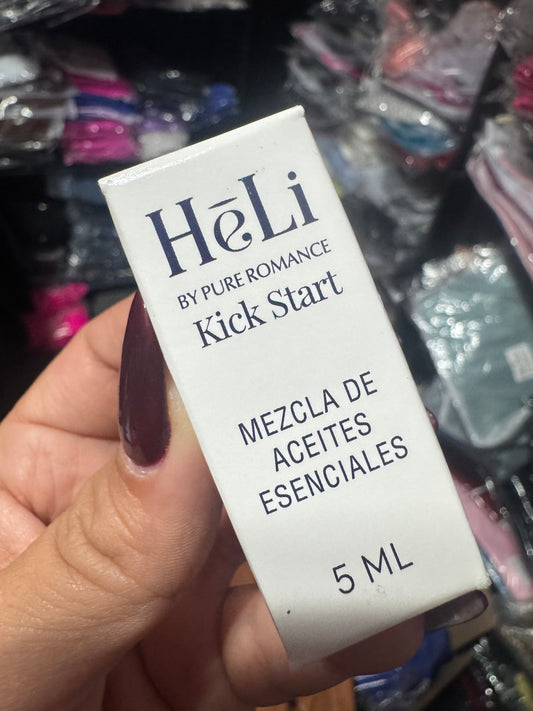 HēLi
BY PURE ROMANCE
Kick Start
MEZCLA DE
ACEITES
ESENCIALES
5 ML